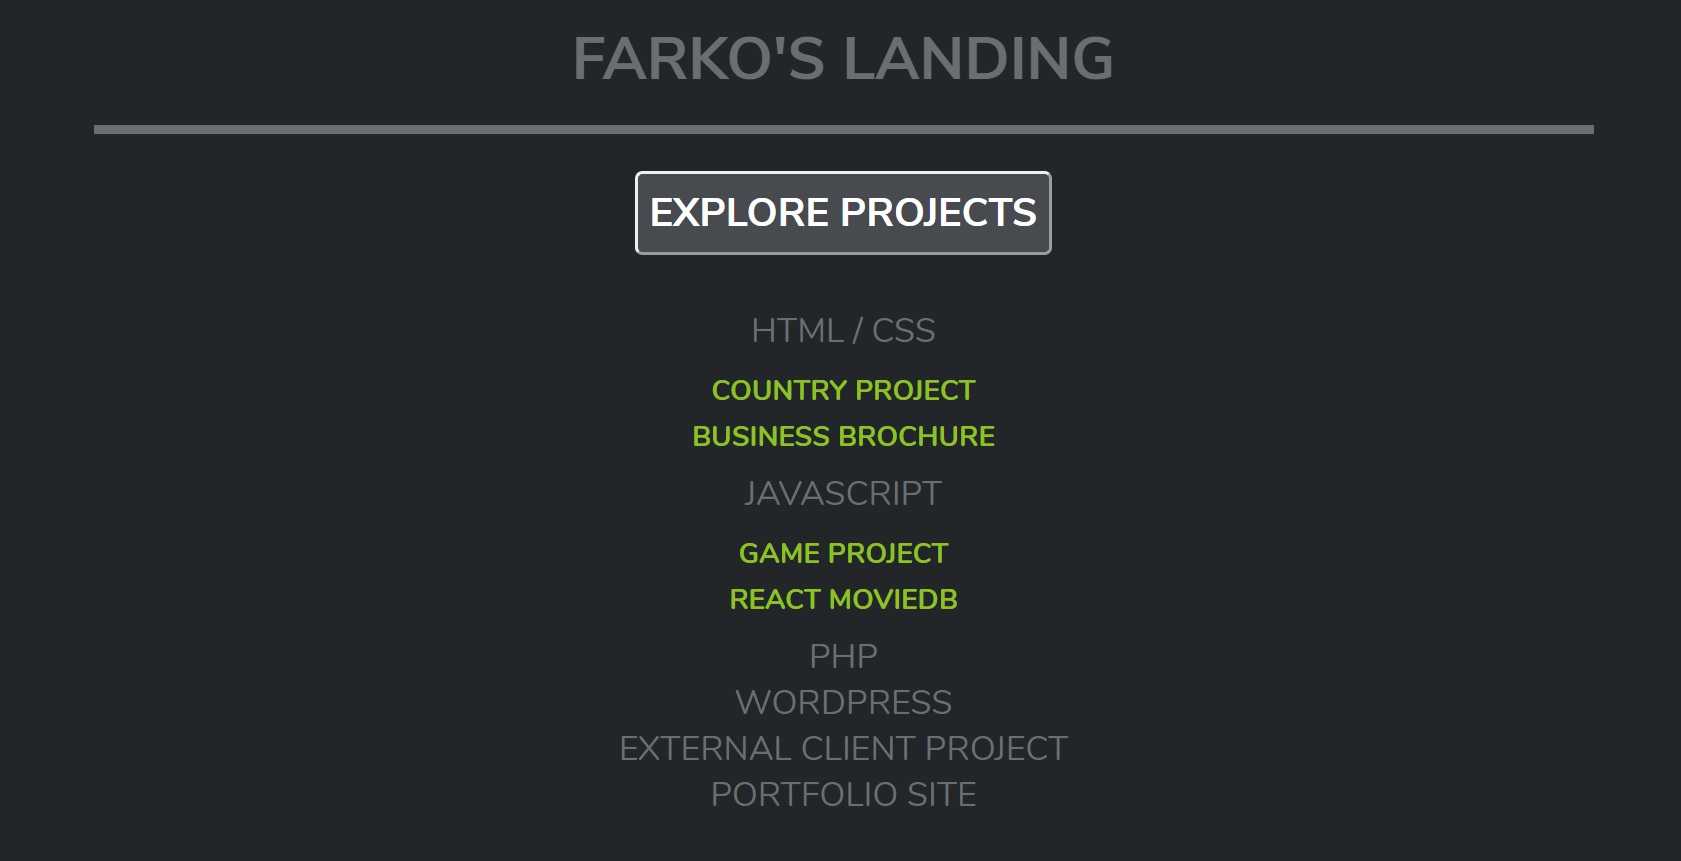 FARKO'S LANDING
EXPLORE PROJECTS
HTML / CSS
COUNTRY PROJECT
BUSINESS BROCHURE
JAVASCRIPT
GAME PROJECT
REACT MOVIEDB
PHP
WORDPRESS
EXTERNAL CLIENT PROJECT
PORTFOLIO SITE